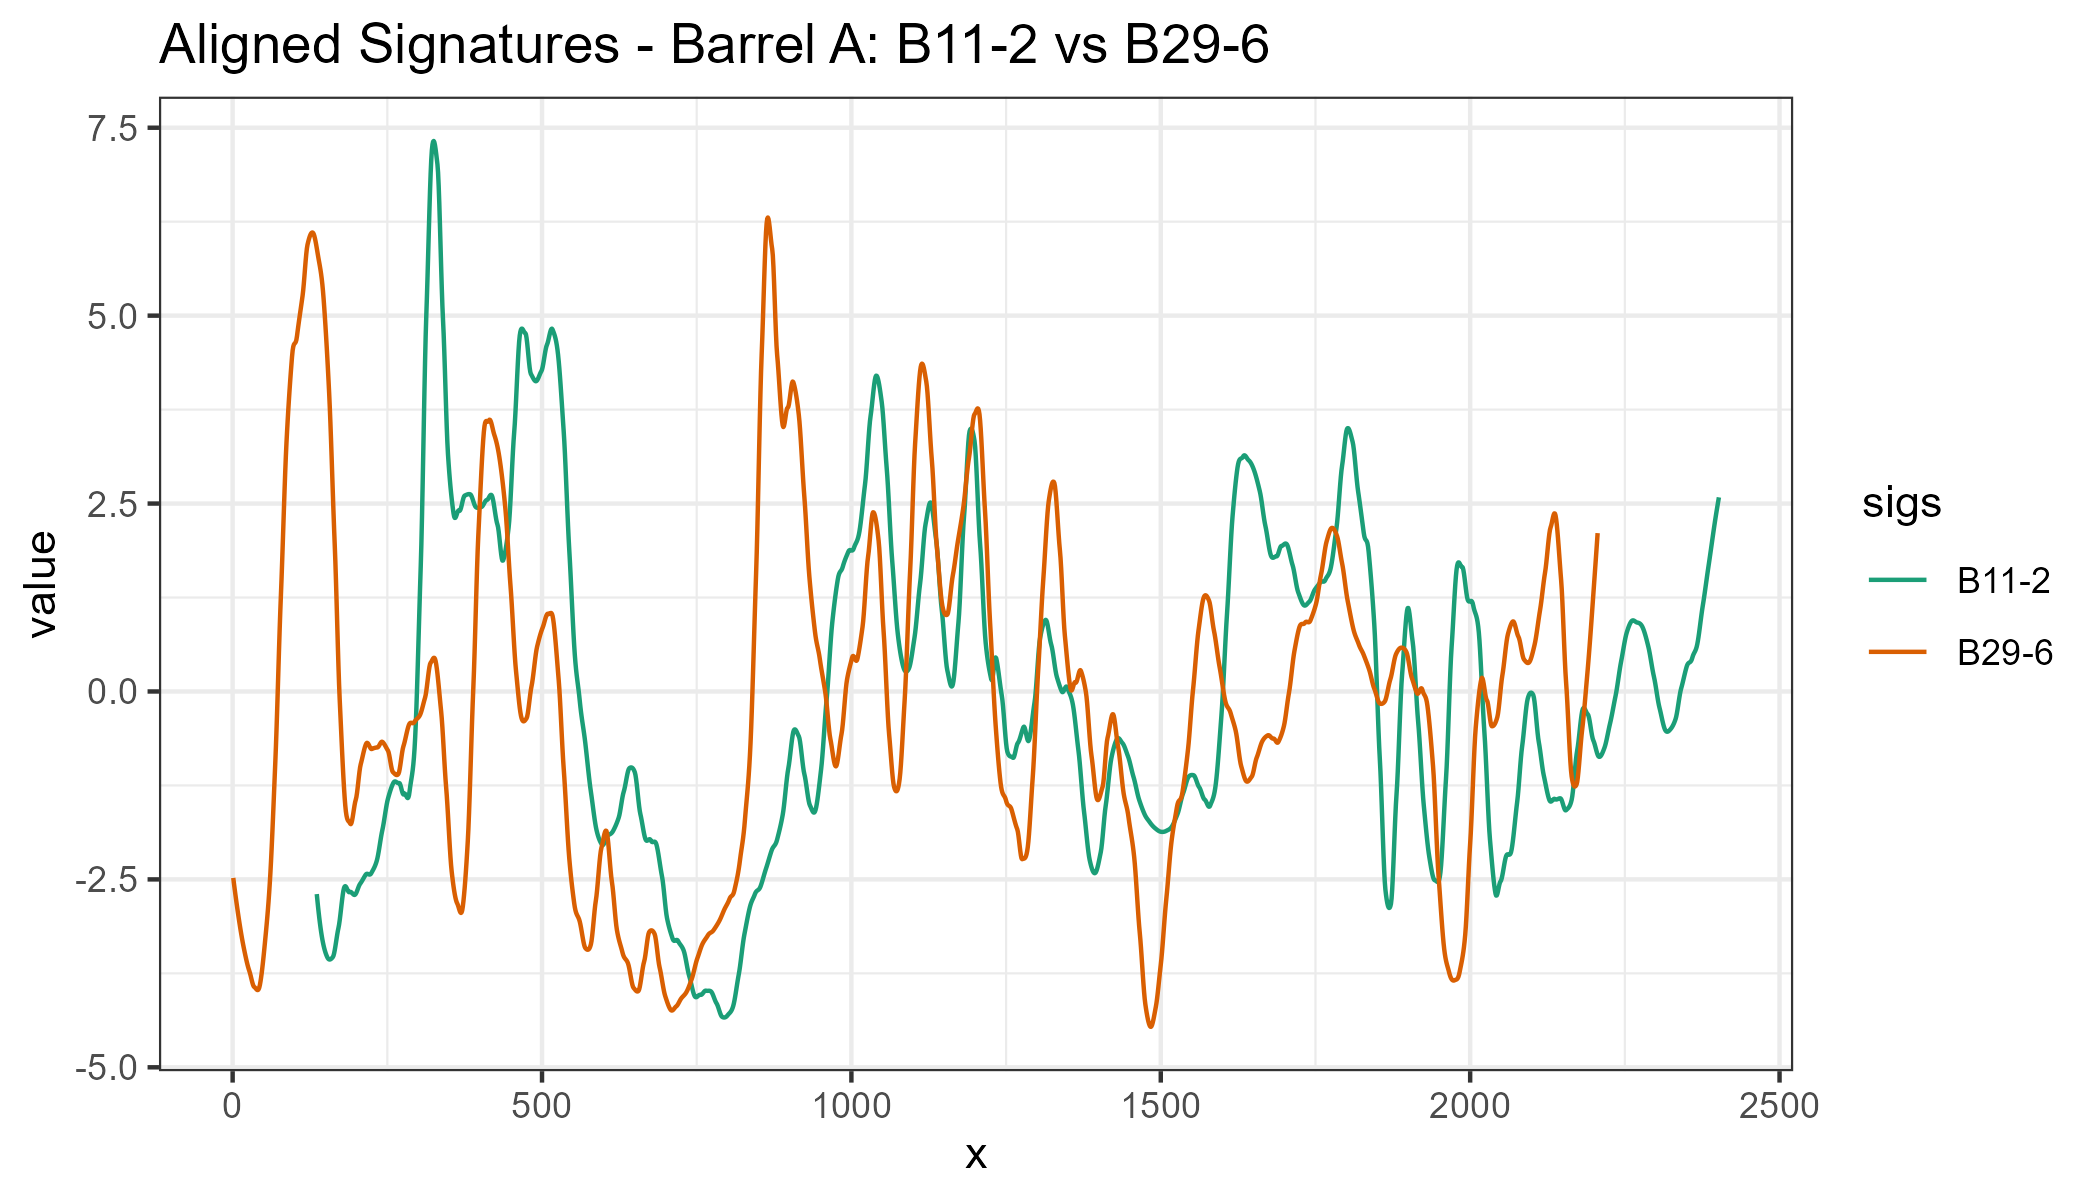 Aligned Signatures - Barrel A: B11-2 vs B29-6
7.5
5.0
2.5
0.0
-2.5
-5.0
value
0 500 1000 1500 2000 2500
x
sigs
B11-2
B29-6